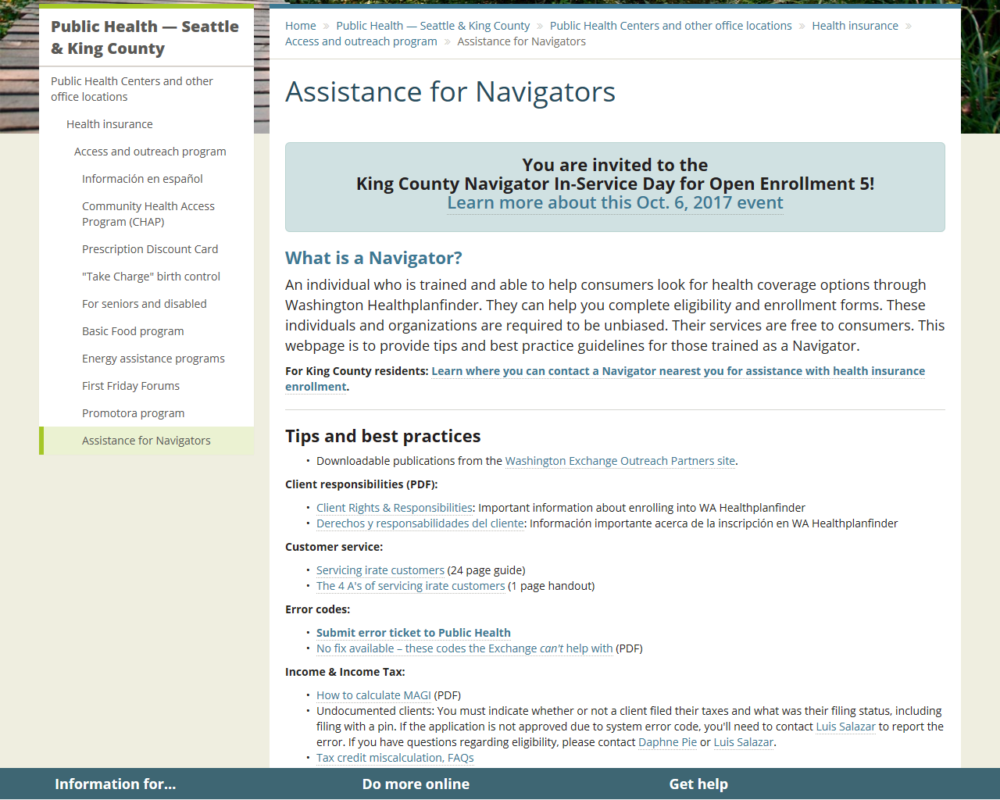 Public Health — Seattle
& King County
Public Health Centers and other
office locations
Health insurance
Access and outreach program
Información en español
Community Health Access
Program (CHAP)
Prescription Discount Card
"Take Charge" birth control
For seniors and disabled
Basic Food program
Energy assistance programs
First Friday Forums
Promotora program
Assistance for Navigators
Home » Public Health — Seattle & King County » Public Health Centers and other office locations » Health insurance »
Access and outreach program » Assistance for Navigators
Assistance for Navigators
You are invited to the
King County Navigator In-Service Day for Open Enrollment 5!
Learn more about this Oct. 6, 2017 event
What is a Navigator?
An individual who is trained and able to help consumers look for health coverage options through
Washington Healthplanfinder. They can help you complete eligibility and enrollment forms. These
individuals and organizations are required to be unbiased. Their services are free to consumers. This
webpage is to provide tips and best practice guidelines for those trained as a Navigator.
For King County residents: Learn where you can contact a Navigator nearest you for assistance with health insurance
enrollment.
Tips and best practices
• Downloadable publications from the Washington Exchange Outreach Partners site.
Client responsibilities (PDF):
• Client Rights & Responsibilities: Important information about enrolling into WA Healthplanfinder
• Derechos y responsabilidades del cliente: Información importante acerca de la inscripción en WA Healthplanfinder
Customer service:
• Servicing irate customers (24 page guide)
• The 4 A's of servicing irate customers (1 page handout)
Error codes:
• Submit error ticket to Public Health
• No fix available – these codes the Exchange can't help with (PDF)
Income & Income Tax:
• How to calculate MAGI (PDF)
• Undocumented clients: You must indicate whether or not a client filed their taxes and what was their filing status, including
filing with a pin. If the application is not approved due to system error code, you'll need to contact Luis Salazar to report the
error. If you have questions regarding eligibility, please contact Daphne Pie or Luis Salazar.
• Tax credit miscalculation, FAQs
Information for...
Do more online
Get help